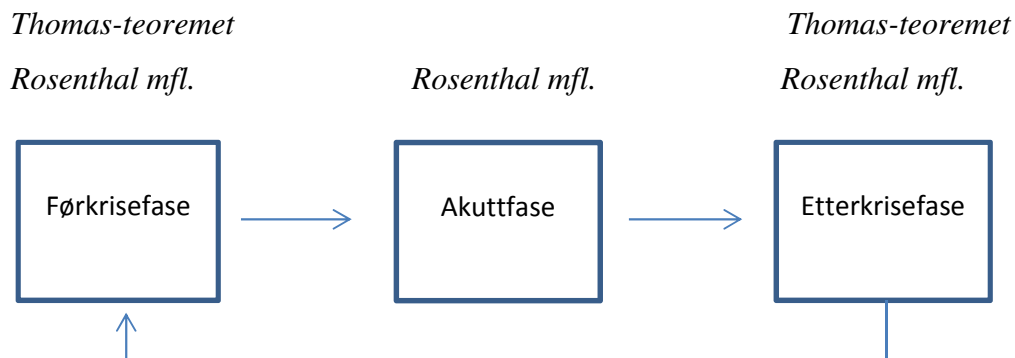 Thomas-teoremet Thomas-teoremet
Rosenthal mfl. Rosenthal mfl. Rosenthal mfl.
Førkrisefase Akuttfase Etterkrisefase